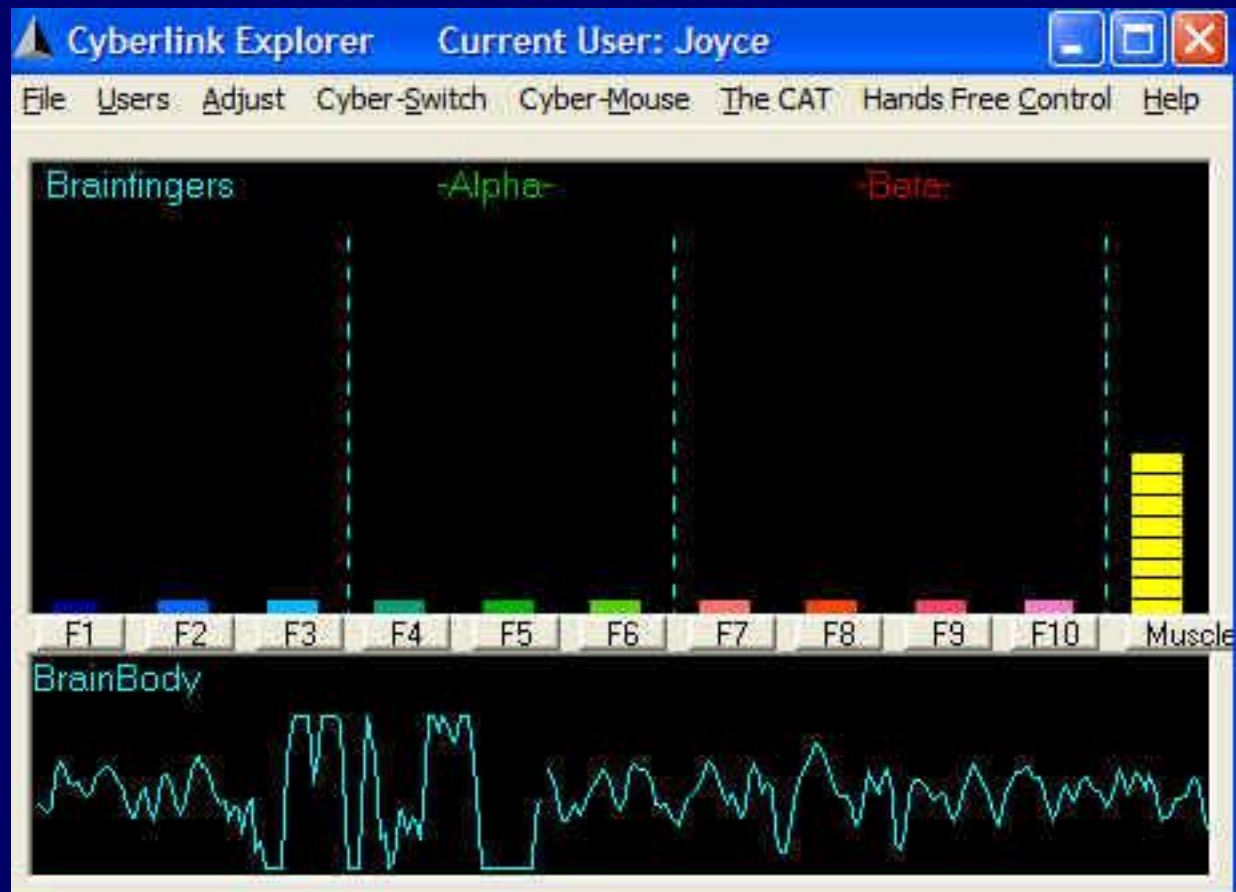 Cyberlink Explorer Current User: Joyce
File Users Adjust Cyber-Switch Cyber-Mouse The CAT Hands Free Control Help
Brainfingers -Alpha- -Beta-
F1 F2 F3 F4 F5 F6 F7 F8 F9 F10 Muscle
BrainBody